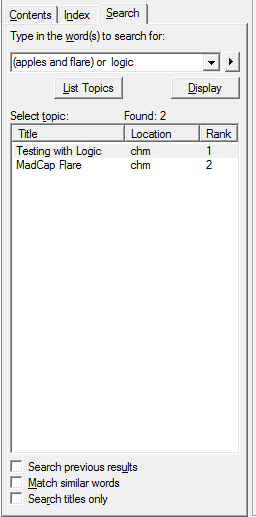 Contents Index Search
Type in the word(s) to search for:
(apples and flare) or logic
List Topics Display
Select topic: Found: 2
Title Location Rank
Testing with Logic chm 1
MadCap Flare chm 2
Search previous results
Match similar words
Search titles only